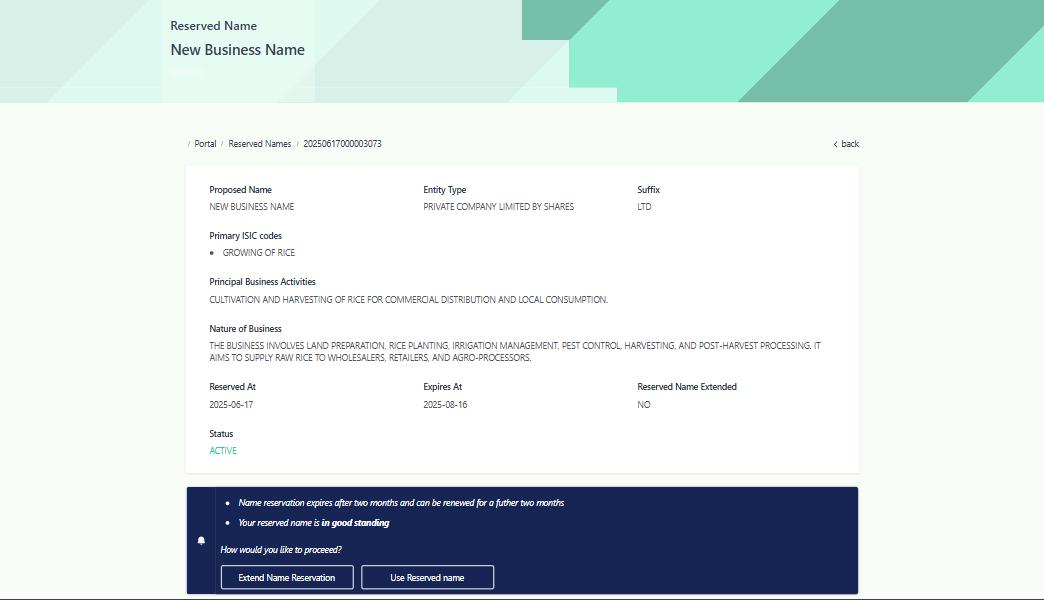 Reserved Name
New Business Name
/ Portal / Reserved Names / 20250617000003073
< back
Proposed Name
Entity Type
Suffix
NEW BUSINESS NAME
PRIVATE COMPANY LIMITED BY SHARES
LTD
Primary ISIC codes
• GROWING OF RICE
Principal Business Activities
CULTIVATION AND HARVESTING OF RICE FOR COMMERCIAL DISTRIBUTION AND LOCAL CONSUMPTION.
Nature of Business
THE BUSINESS INVOLVES LAND PREPARATION, RICE PLANTING, IRRIGATION MANAGEMENT, PEST CONTROL, HARVESTING, AND POST-HARVEST PROCESSING. IT
AIMS TO SUPPLY RAW RICE TO WHOLESALERS, RETAILERS, AND AGRO-PROCESSORS.
Reserved At
Expires At
Reserved Name Extended
2025-06-17
2025-08-16
NO
Status
ACTIVE
• Name reservation expires after two months and can be renewed for a futher two months
• Your reserved name is in good standing
How would you like to proceeed?
Extend Name Reservation
Use Reserved name